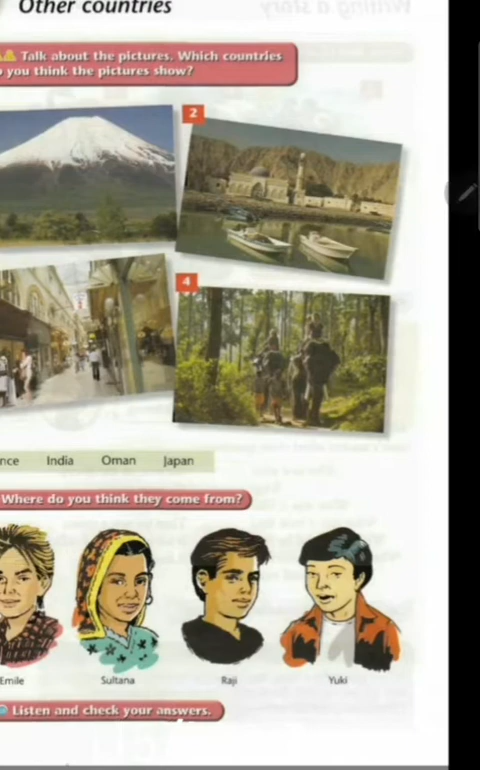 Other countries
Talk about the pictures. Which countries
you think the pictures show?
2
4
nce India Oman Japan
Where do you think they come from?
Emile Sultana Raji Yuki
Listen and check your answers.